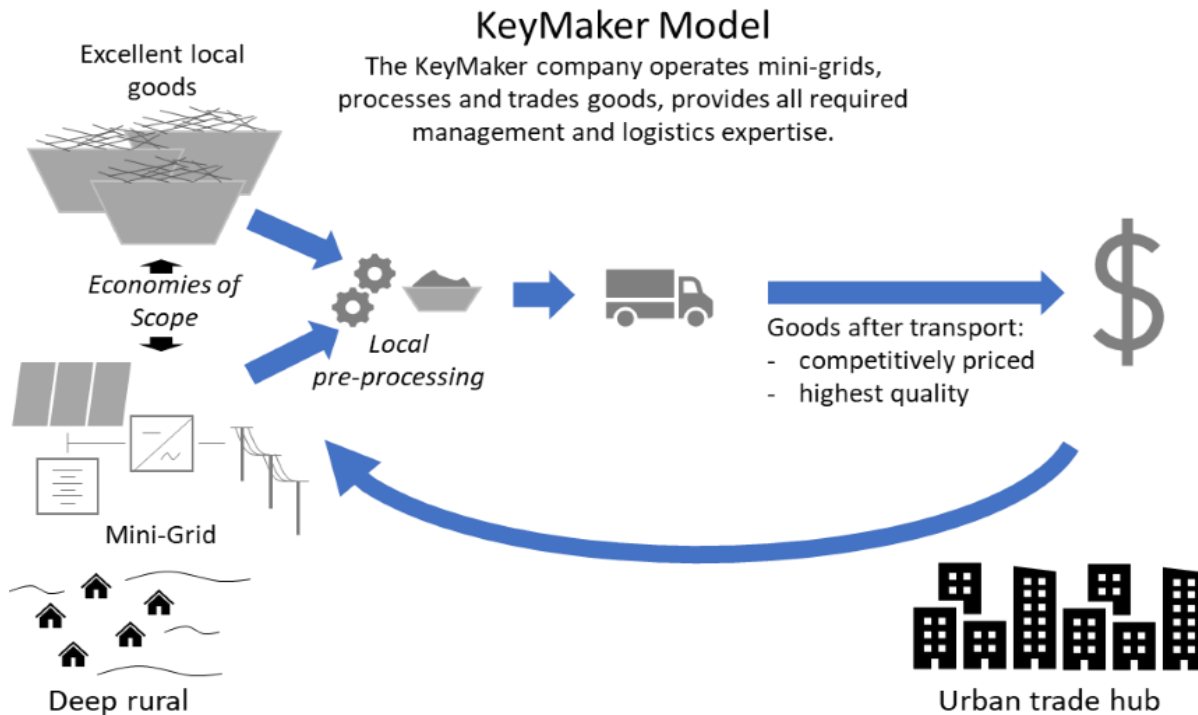 KeyMaker Model
The KeyMaker company operates mini-grids,
processes and trades goods, provides all required
management and logistics expertise.
Excellent local
goods
Economies of
Scope
Local
pre-processing
Goods after transport:
- competitively priced
- highest quality
Mini-Grid
Deep rural
Urban trade hub